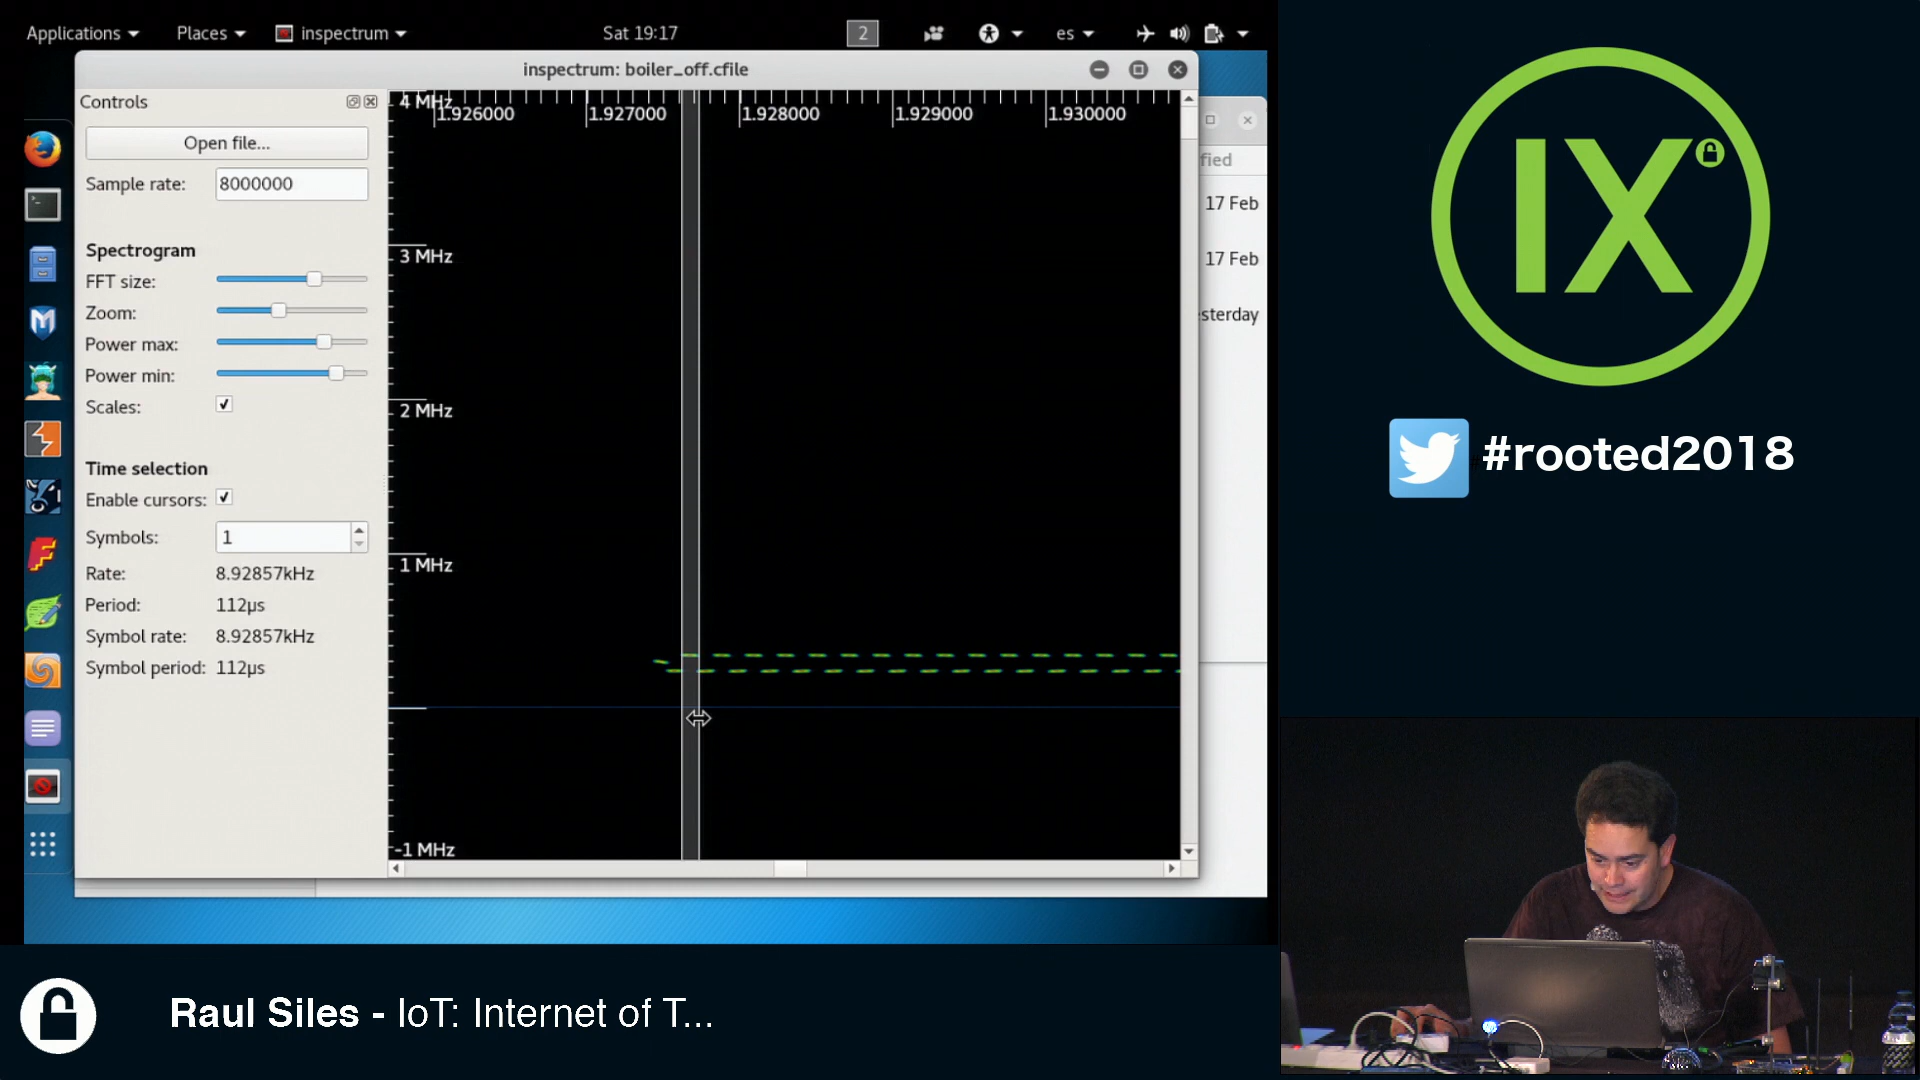 Applications
Places
inspectrum
Sat 19:17
2
es
inspectrum: boiler_off.cfile
Controls
Open file...
Sample rate:
8000000
Spectrogram
FFT size:
Zoom:
Power max:
Power min:
Scales:
Time selection
Enable cursors:
Symbols:
1
Rate:
8.92857kHz
Period:
112µs
Symbol rate:
8.92857kHz
Symbol period:
112µs
4 MHz
1.926000
1.927000
1.928000
1.929000
1.930000
3 MHz
2 MHz
1 MHz
-1 MHz
fied
17 Feb
17 Feb
sterday
IX
#rooted2018
Raul Siles - IoT: Internet of T...